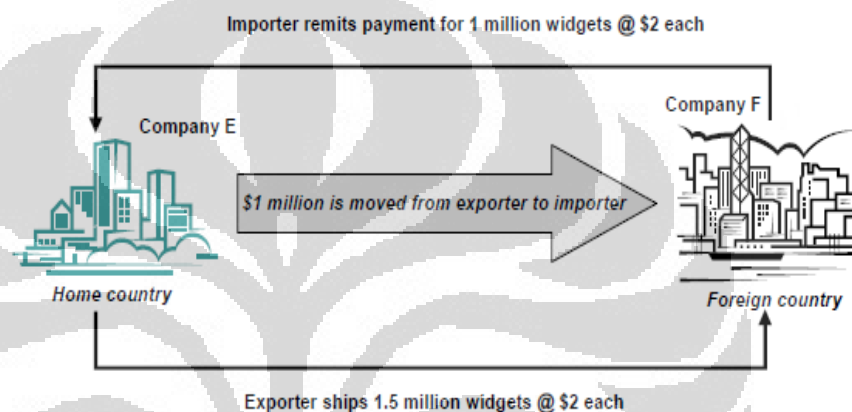 Importer remits payment for 1 million widgets @ $2 each
Company F
Company E
$1 million is moved from exporter to importer
Home country
Foreign country
Exporter ships 1.5 million widgets @ $2 each